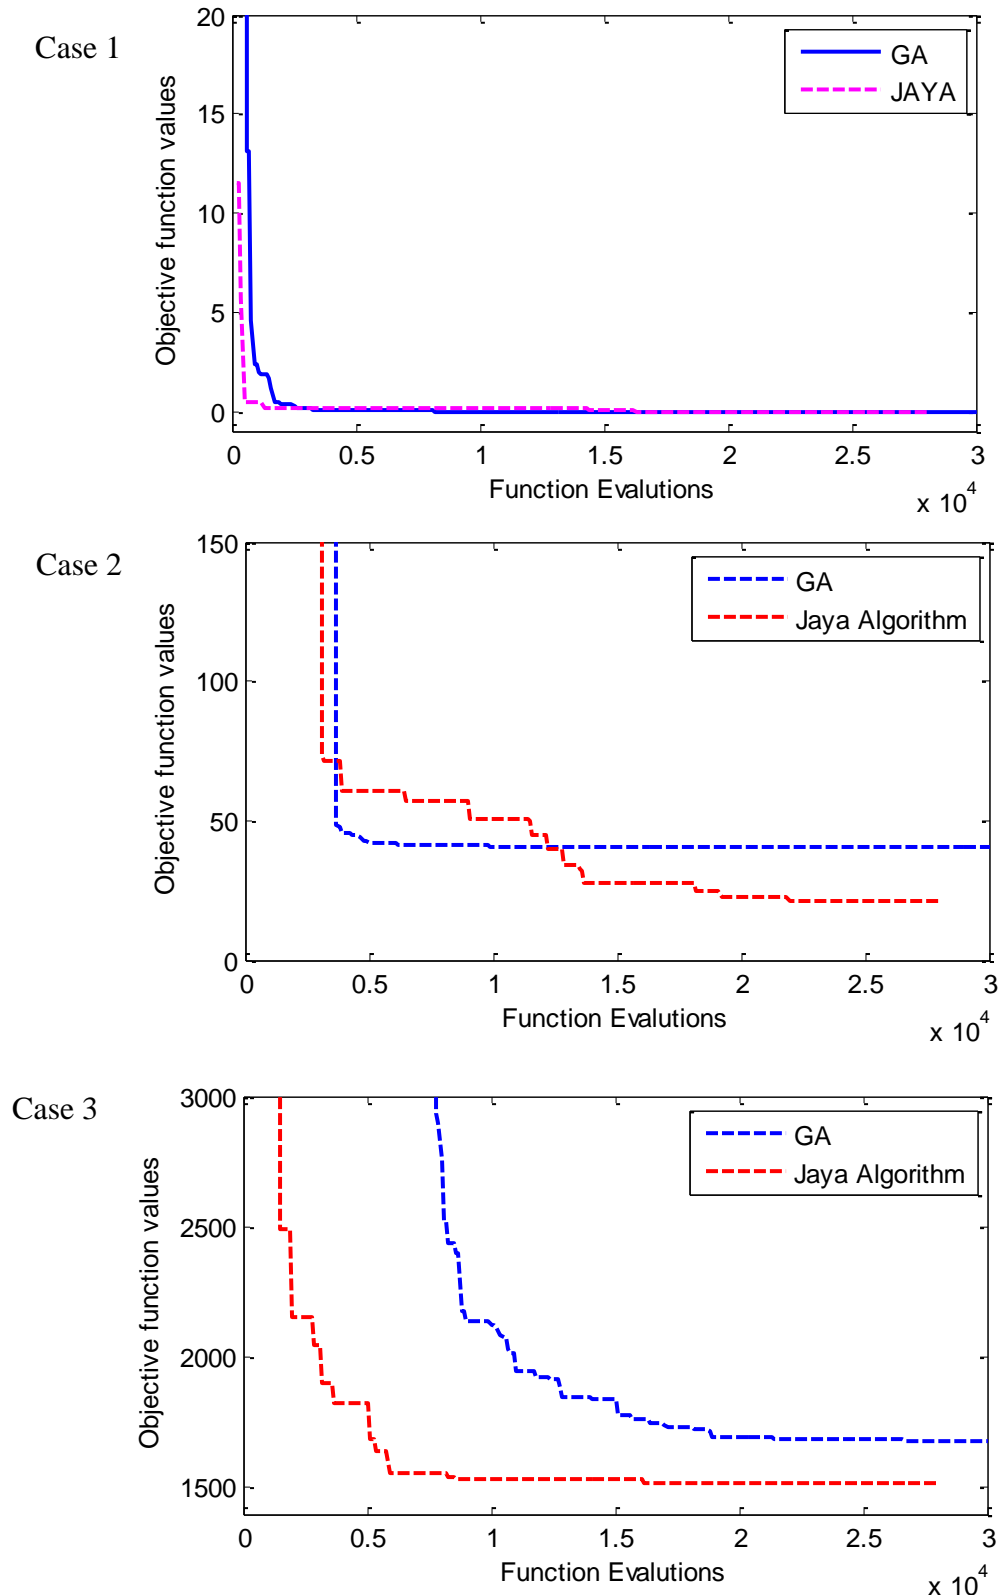 Case 1
20
15
10
5
0
Objective function values
GA
JAYA
0 0.5 1 1.5 2 2.5 3
Function Evalutions
x 10^4
Case 2
150
100
50
0
Objective function values
GA
Jaya Algorithm
0 0.5 1 1.5 2 2.5 3
Function Evalutions
x 10^4
Case 3
3000
2500
2000
1500
Objective function values
GA
Jaya Algorithm
0 0.5 1 1.5 2 2.5 3
Function Evalutions
x 10^4